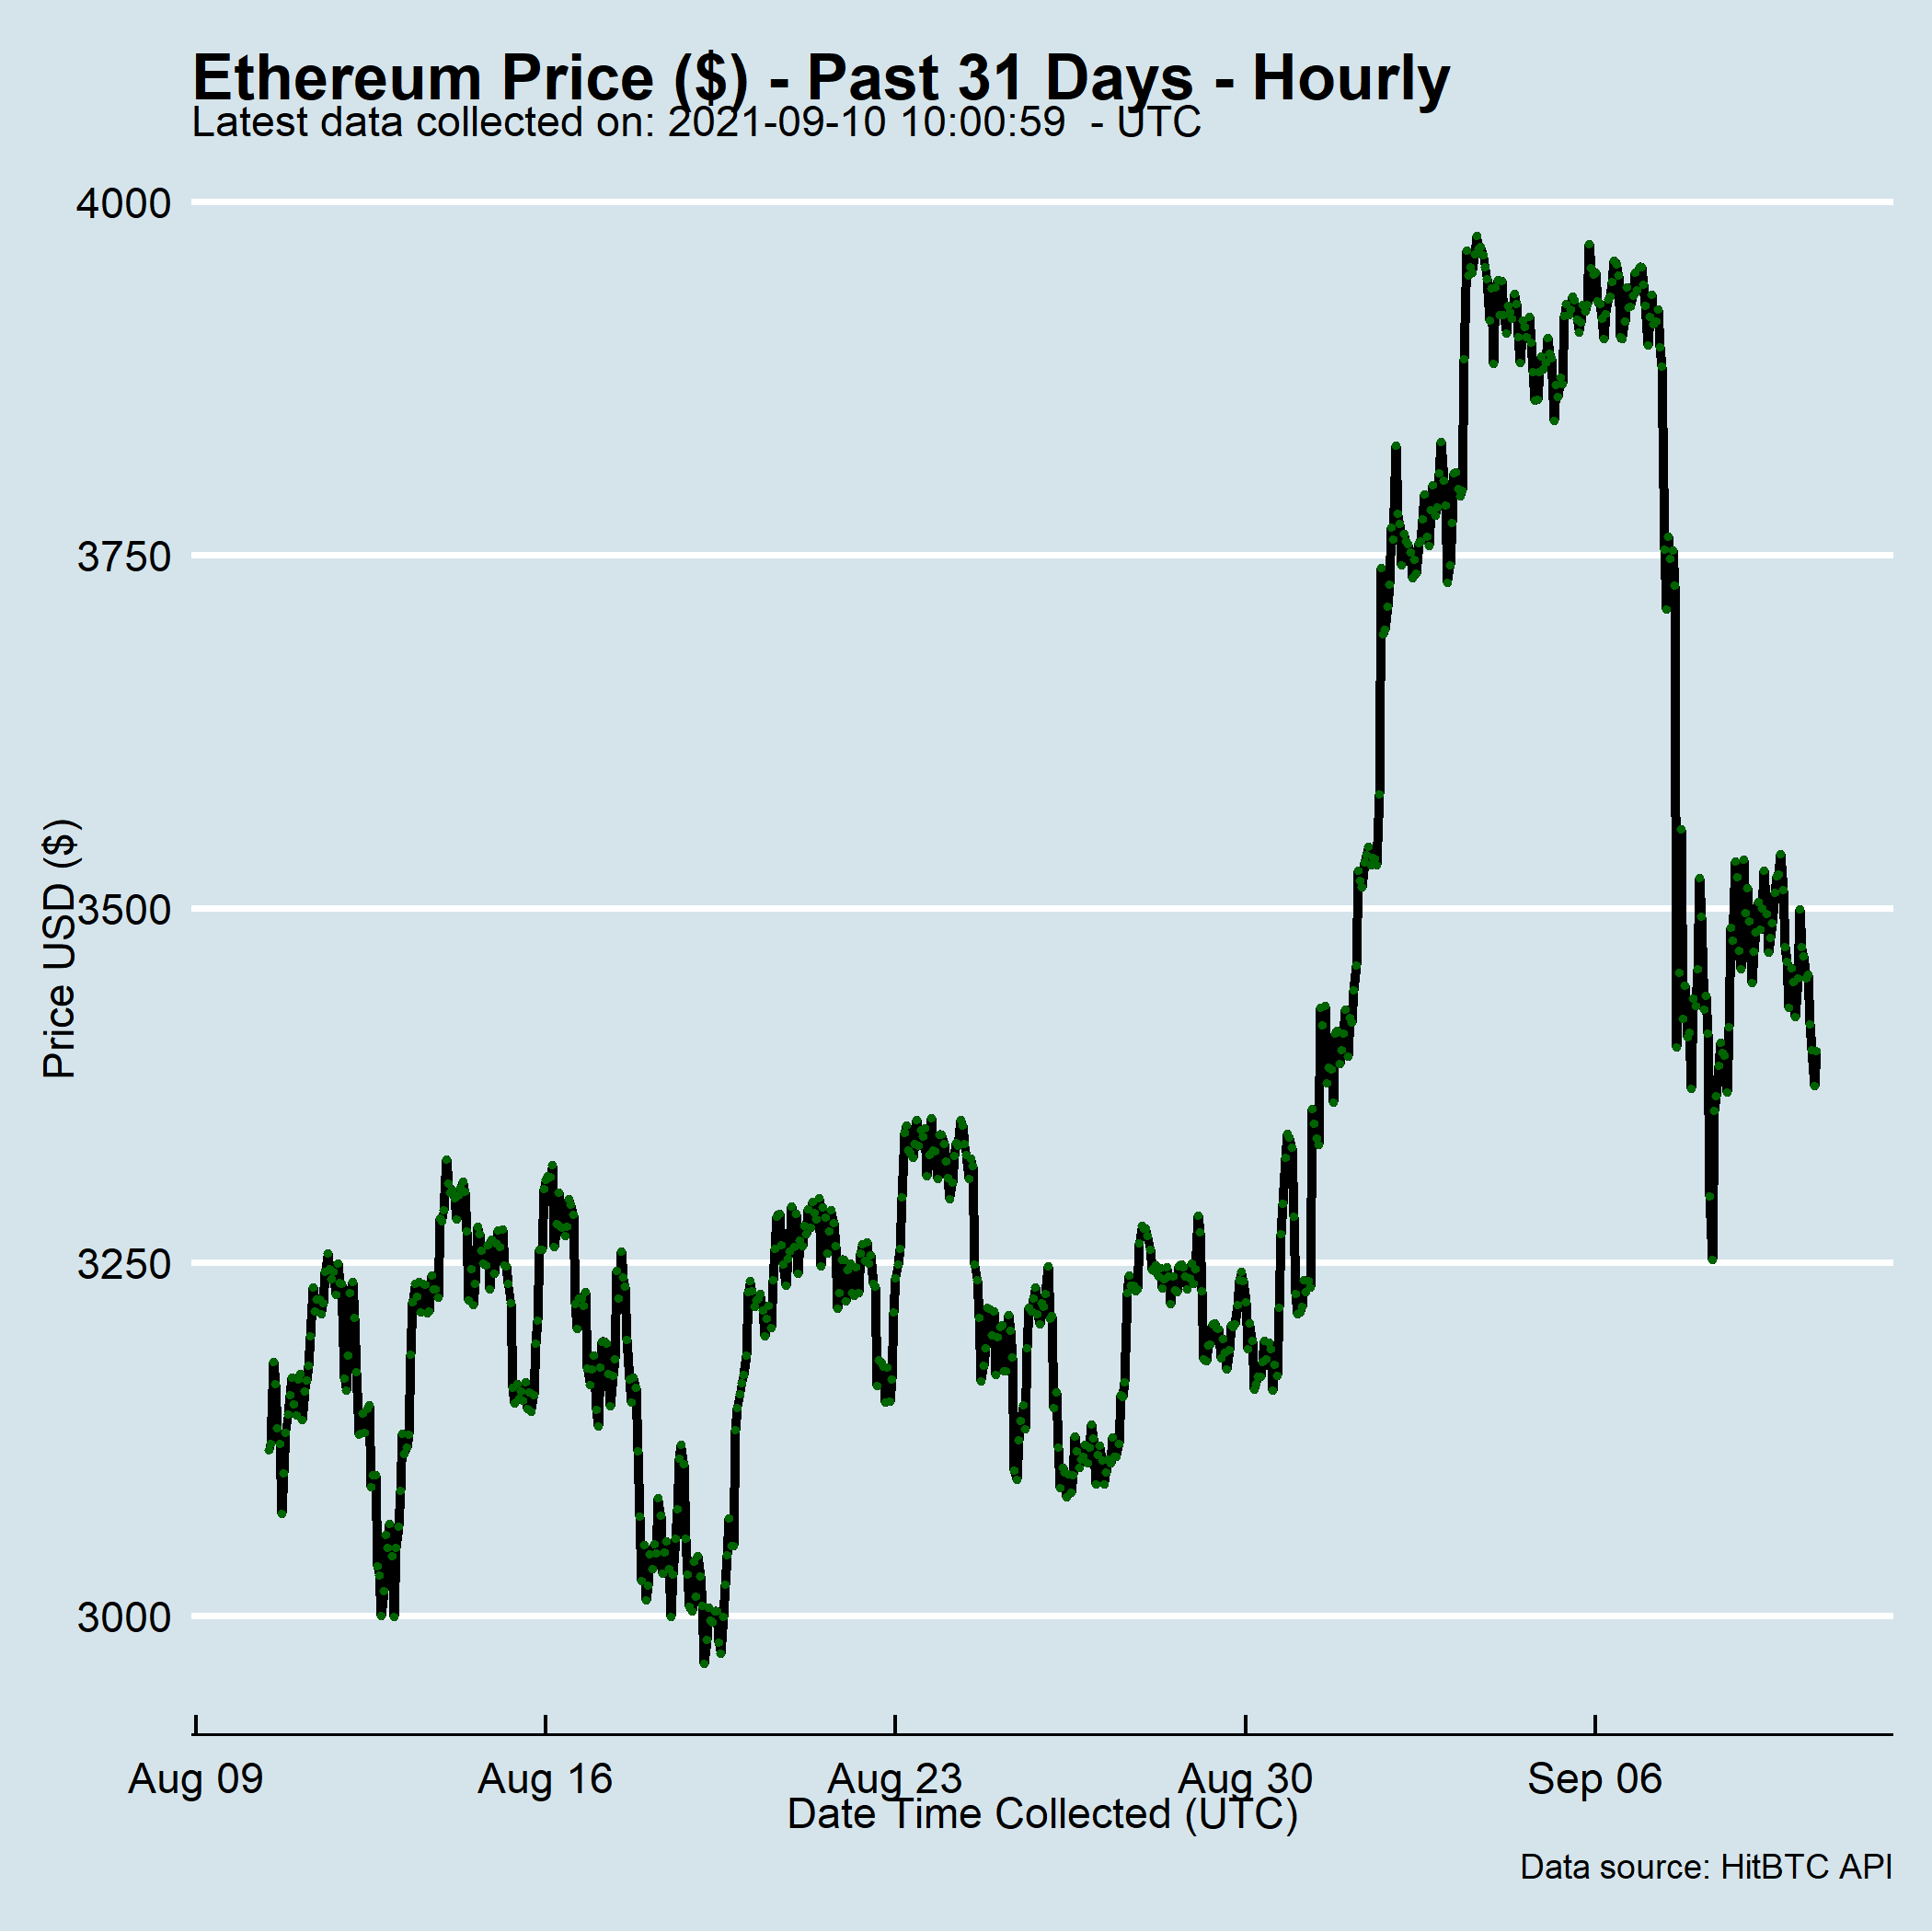 Ethereum Price ($) - Past 31 Days - Hourly
Latest data collected on: 2021-09-10 10:00:59  - UTC
4000
3750
3500
3250
3000
Price USD ($)
Aug 09
Aug 16
Aug 23
Aug 30
Sep 06
Date Time Collected (UTC)
Data source: HitBTC API